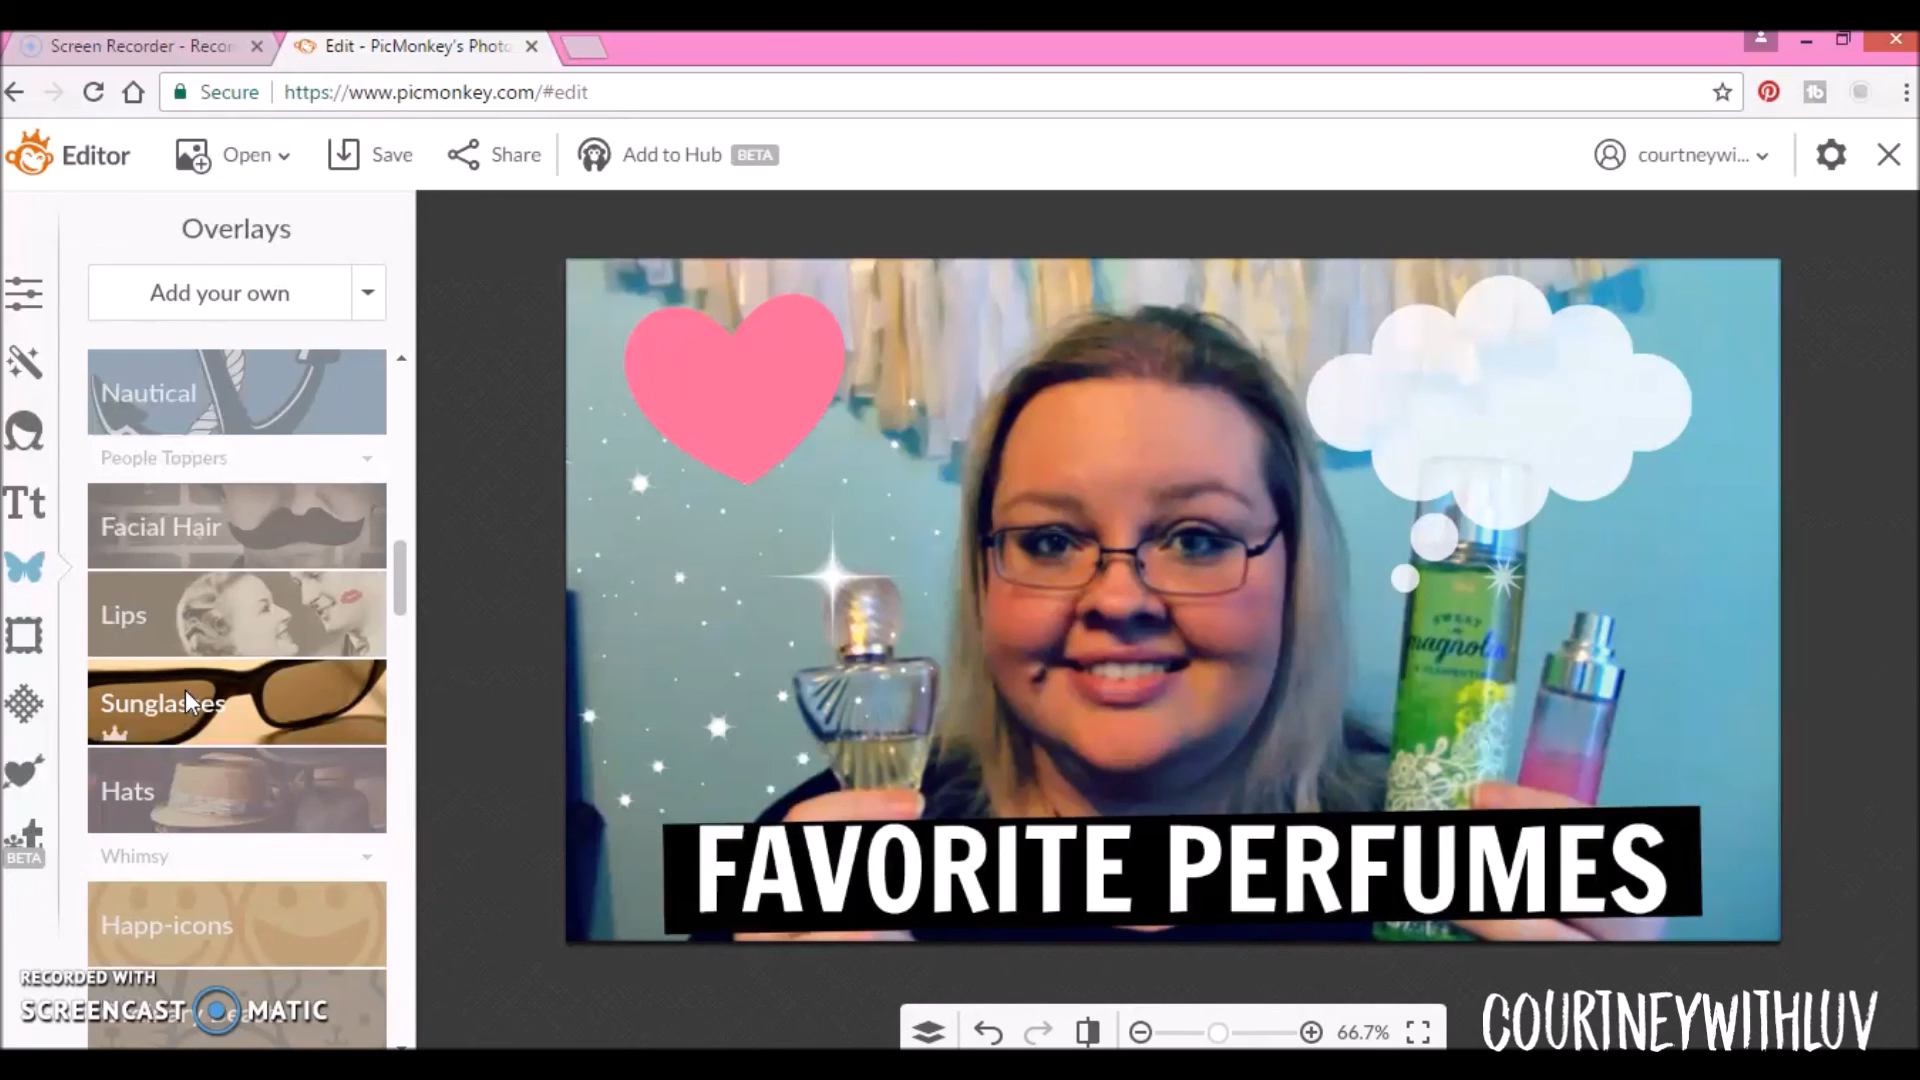 Screen Recorder - Recor
Edit - PicMonkey's Photo
Secure
https://www.picmonkey.com/#edit
Editor
Open
Save
Share
Add to Hub
BETA
courtneywi...
Overlays
Add your own
Nautical
People Toppers
Facial Hair
Lips
Sunglasses
Hats
Whimsy
Happ-icons
Tt
BETA
RECORDED WITH
SCREENCAST MATIC
SWEET
magnolia
FAVORITE PERFUMES
66.7%
COURTNEYWITHLUV